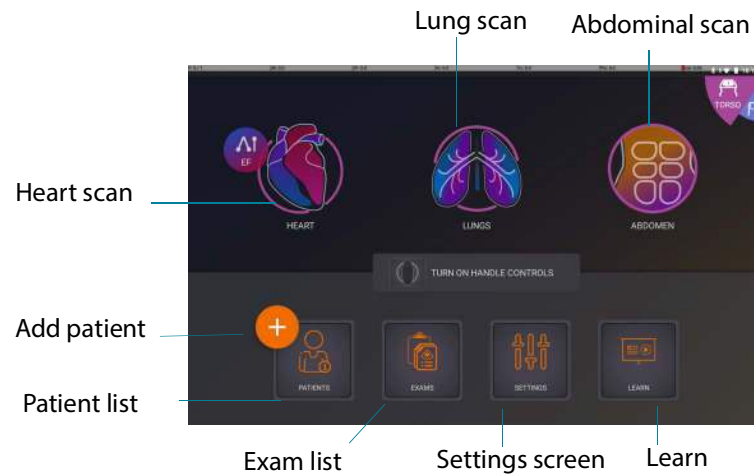 Lung scan
Abdominal scan
TORSO
EF
Heart scan
HEART
LUNGS
ABDOMEN
TURN ON HANDLE CONTROLS
Add patient
PATIENTS
EXAMS
SETTINGS
LEARN
Patient list
Exam list
Settings screen
Learn